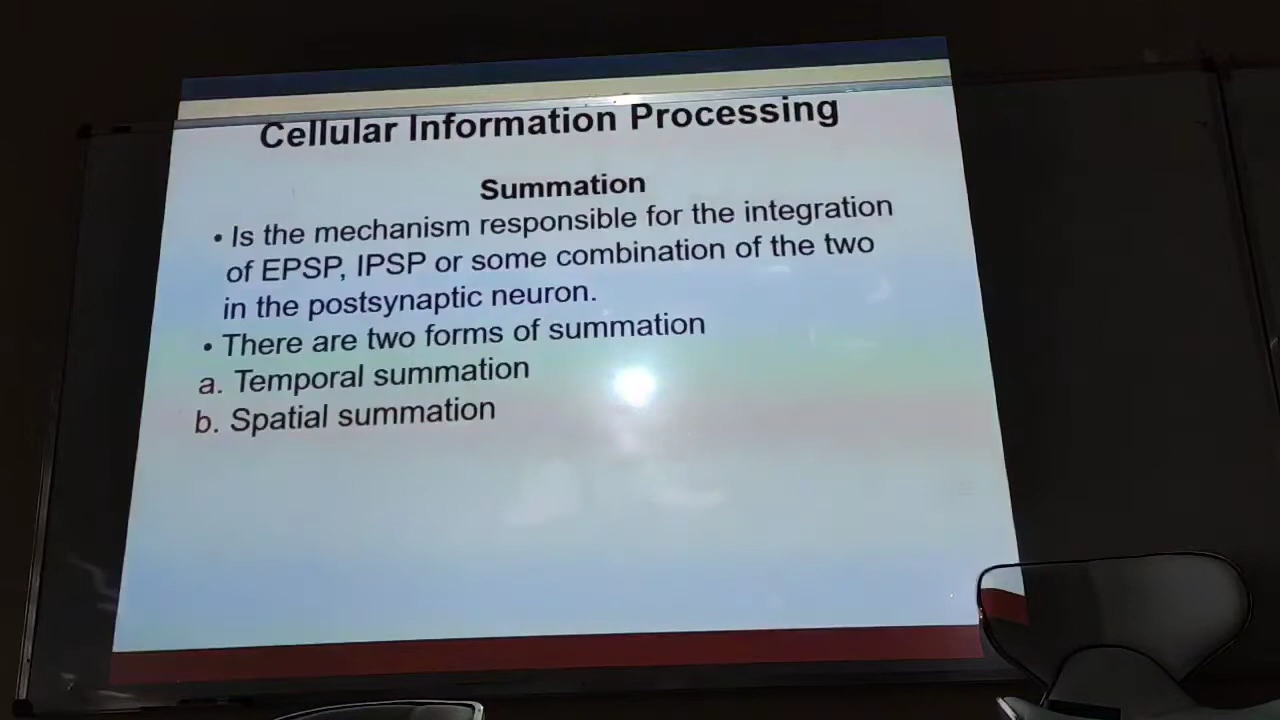 Cellular Information Processing
Summation
• Is the mechanism responsible for the integration
of EPSP, IPSP or some combination of the two
in the postsynaptic neuron.
• There are two forms of summation
a. Temporal summation
b. Spatial summation